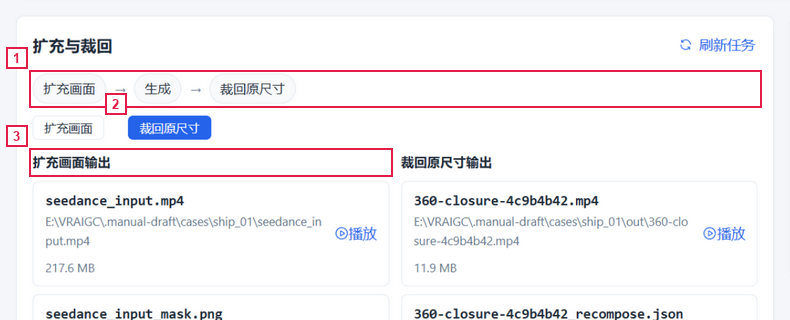 扩充与裁回
刷新任务
1
扩充画面 → 生成 → 裁回原尺寸
2
3
扩充画面
裁回原尺寸
扩充画面输出
裁回原尺寸输出
seedance_input.mp4
E:\VRAIGC\.manual-draft\cases\ship_01\seedance_in
put.mp4
播放
217.6 MB
360-closure-4c9b4b42.mp4
E:\VRAIGC\.manual-draft\cases\ship_01\out\360-clo
sure-4c9b4b42.mp4
播放
11.9 MB
seedance_input_mask.png
360-closure-4c9b4b42_recompose.json